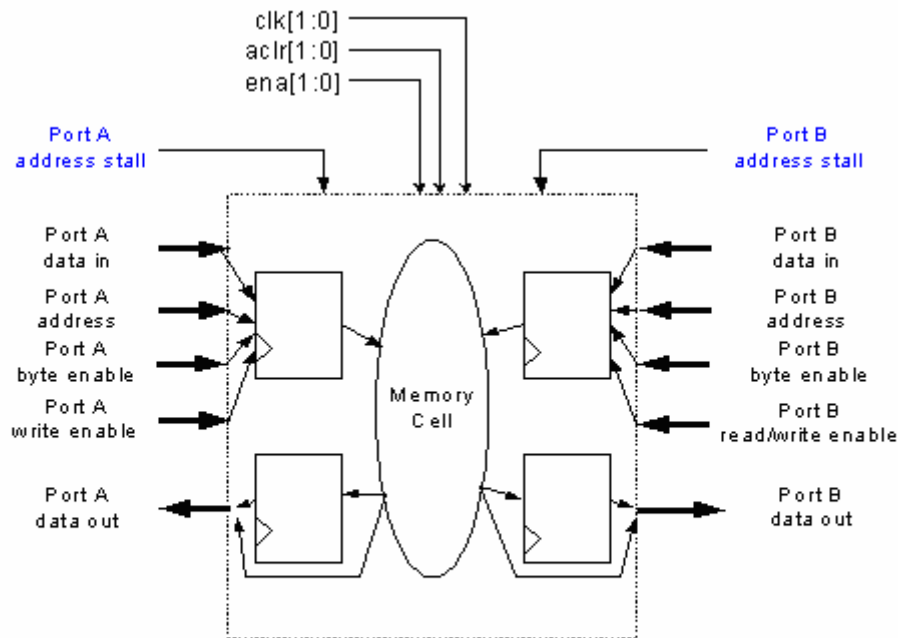 clk[1:0]
aclr[1:0]
ena[1:0]
Port A
address stall
Port B
address stall
Port A
data in
Port A
address
Port A
byte enable
Port A
write enable
Port A
data out
Memory
Cell
Port B
data in
Port B
address
Port B
byte enable
Port B
read/write enable
Port B
data out